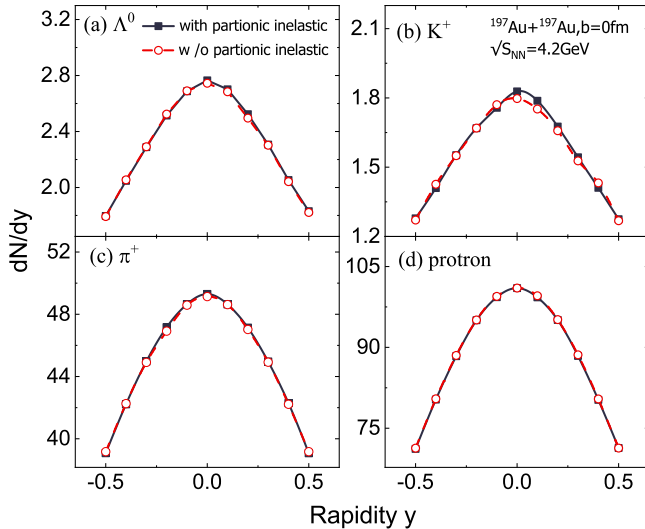 (a) Λ⁰
with partionic inelastic
w /o partionic inelastic
3.2
2.8
2.4
2.0
(b) K⁺
¹⁹⁷Au+¹⁹⁷Au,b=0fm
√S_NN=4.2GeV
2.1
1.8
1.5
1.2
dN/dy
(c) π⁺
52
48
44
40
(d) protron
105
90
75
-0.5 0.0 0.5
-0.5 0.0 0.5
Rapidity y